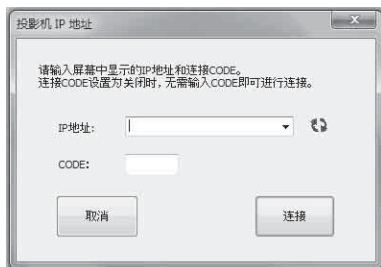 投影机 IP 地址
请输入屏幕中显示的IP地址和连接CODE。
连接CODE设置为关闭时,无需输入CODE即可进行连接。
IP地址:
CODE:
取消
连接